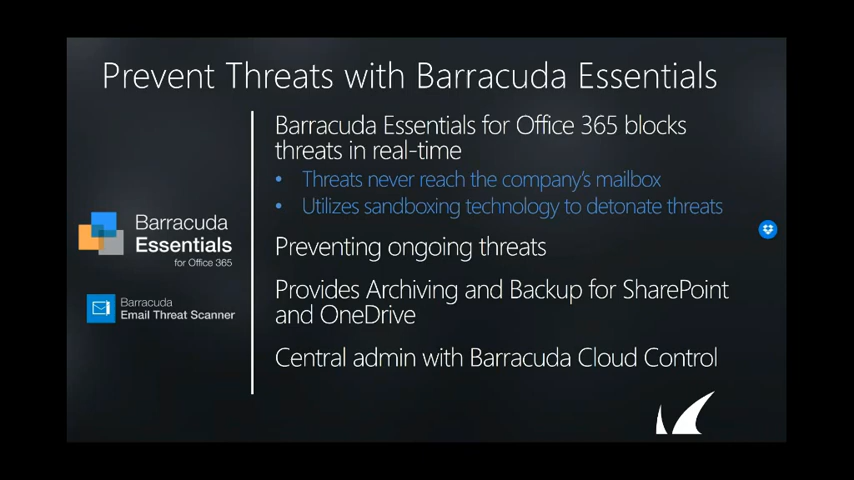 Prevent Threats with Barracuda Essentials
Barracuda Essentials for Office 365 blocks
threats in real-time
• Threats never reach the company's mailbox
• Utilizes sandboxing technology to detonate threats
Preventing ongoing threats
Provides Archiving and Backup for SharePoint
and OneDrive
Central admin with Barracuda Cloud Control
Barracuda
Essentials
for Office 365
Barracuda
Email Threat Scanner